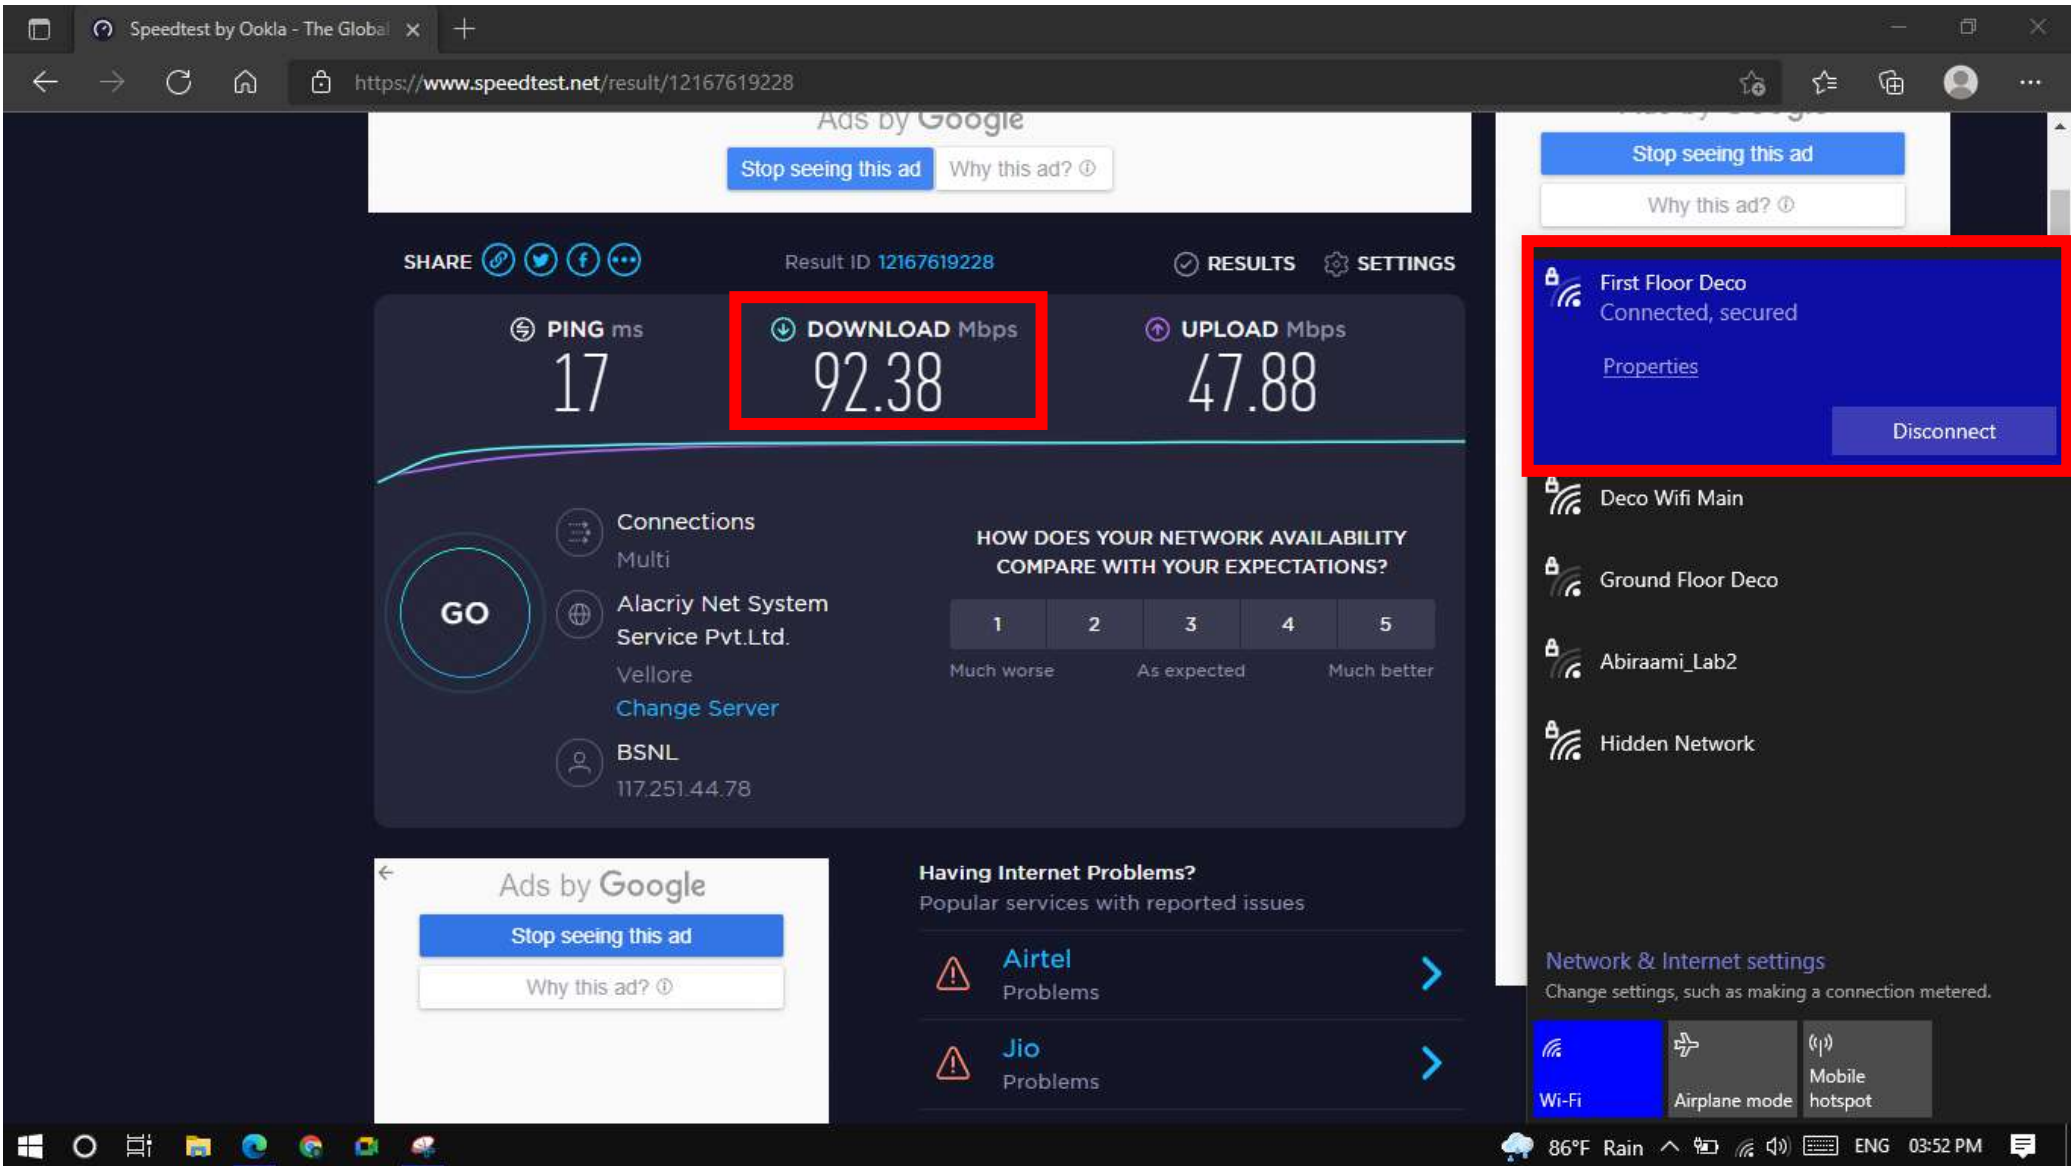 Speedtest by Ookla - The Global
https://www.speedtest.net/result/12167619228
Ads by Google
Stop seeing this ad
Why this ad?
Stop seeing this ad
Why this ad?
SHARE
Result ID 12167619228
RESULTS
SETTINGS
PING ms
17
DOWNLOAD Mbps
92.38
UPLOAD Mbps
47.88
GO
Connections
Multi
Alacriy Net System
Service Pvt.Ltd.
Vellore
Change Server
BSNL
117.251.44.78
HOW DOES YOUR NETWORK AVAILABILITY
COMPARE WITH YOUR EXPECTATIONS?
1 2 3 4 5
Much worse As expected Much better
Ads by Google
Stop seeing this ad
Why this ad?
Having Internet Problems?
Popular services with reported issues
Airtel
Problems
Jio
Problems
First Floor Deco
Connected, secured
Properties
Disconnect
Deco Wifi Main
Ground Floor Deco
Abiraami_Lab2
Hidden Network
Network & Internet settings
Change settings, such as making a connection metered.
Wi-Fi
Airplane mode
Mobile
hotspot
86°F Rain
ENG
03:52 PM